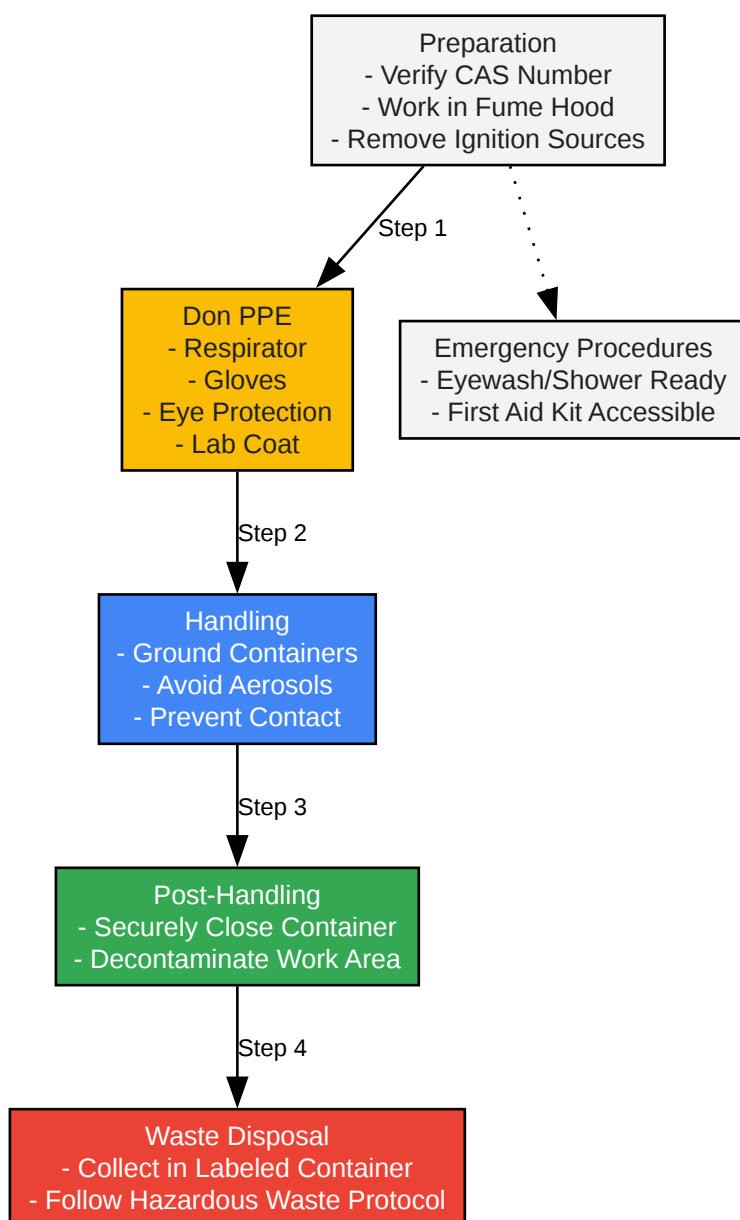 Preparation
- Verify CAS Number
- Work in Fume Hood
- Remove Ignition Sources
Step 1
Don PPE
- Respirator
- Gloves
- Eye Protection
- Lab Coat
Emergency Procedures
- Eyewash/Shower Ready
- First Aid Kit Accessible
Step 2
Handling
- Ground Containers
- Avoid Aerosols
- Prevent Contact
Step 3
Post-Handling
- Securely Close Container
- Decontaminate Work Area
Step 4
Waste Disposal
- Collect in Labeled Container
- Follow Hazardous Waste Protocol